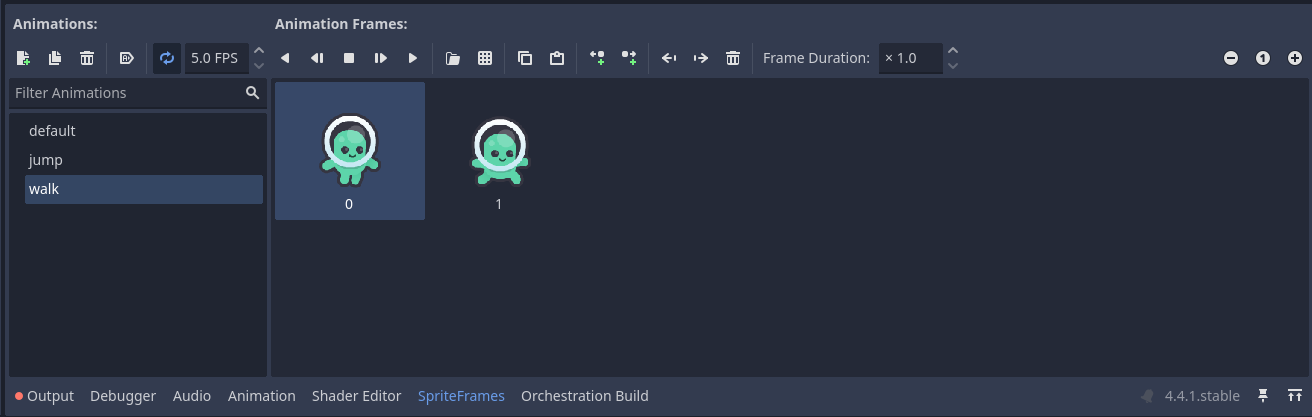 Animations:
Animation Frames:
5.0 FPS
Frame Duration:
× 1.0
1
Filter Animations
default
jump
walk
0
1
Output
Debugger
Audio
Animation
Shader Editor
SpriteFrames
Orchestration Build
4.4.1.stable